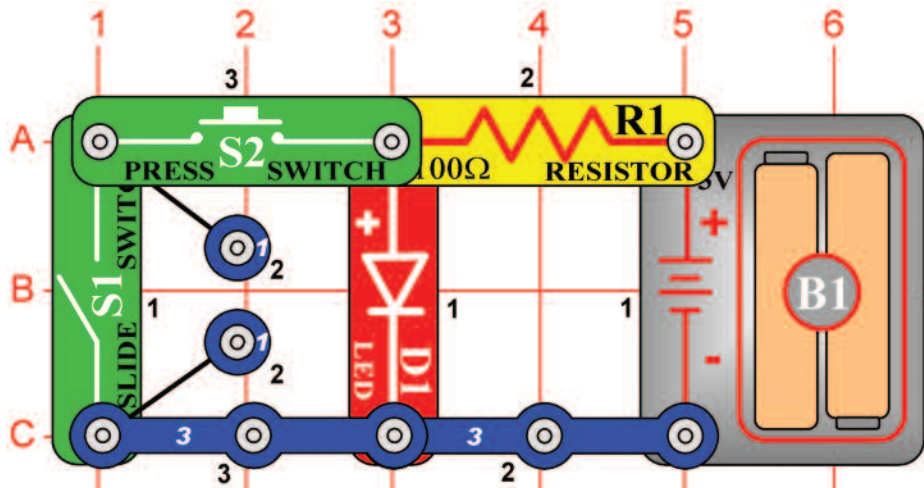 1 2 3 4 5 6
3 2
A
S2 R1
PRESS SWITCH 100Ω RESISTOR
3V
+ +
SWITCH
1
2
B
S1 1 1 1 B1
1
2
SLIDE
LED D1
-
C
3 3
3 2